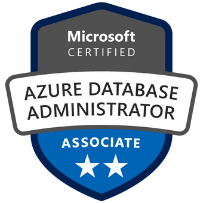 Microsoft
CERTIFIED
AZURE DATABASE
ADMINISTRATOR
ASSOCIATE